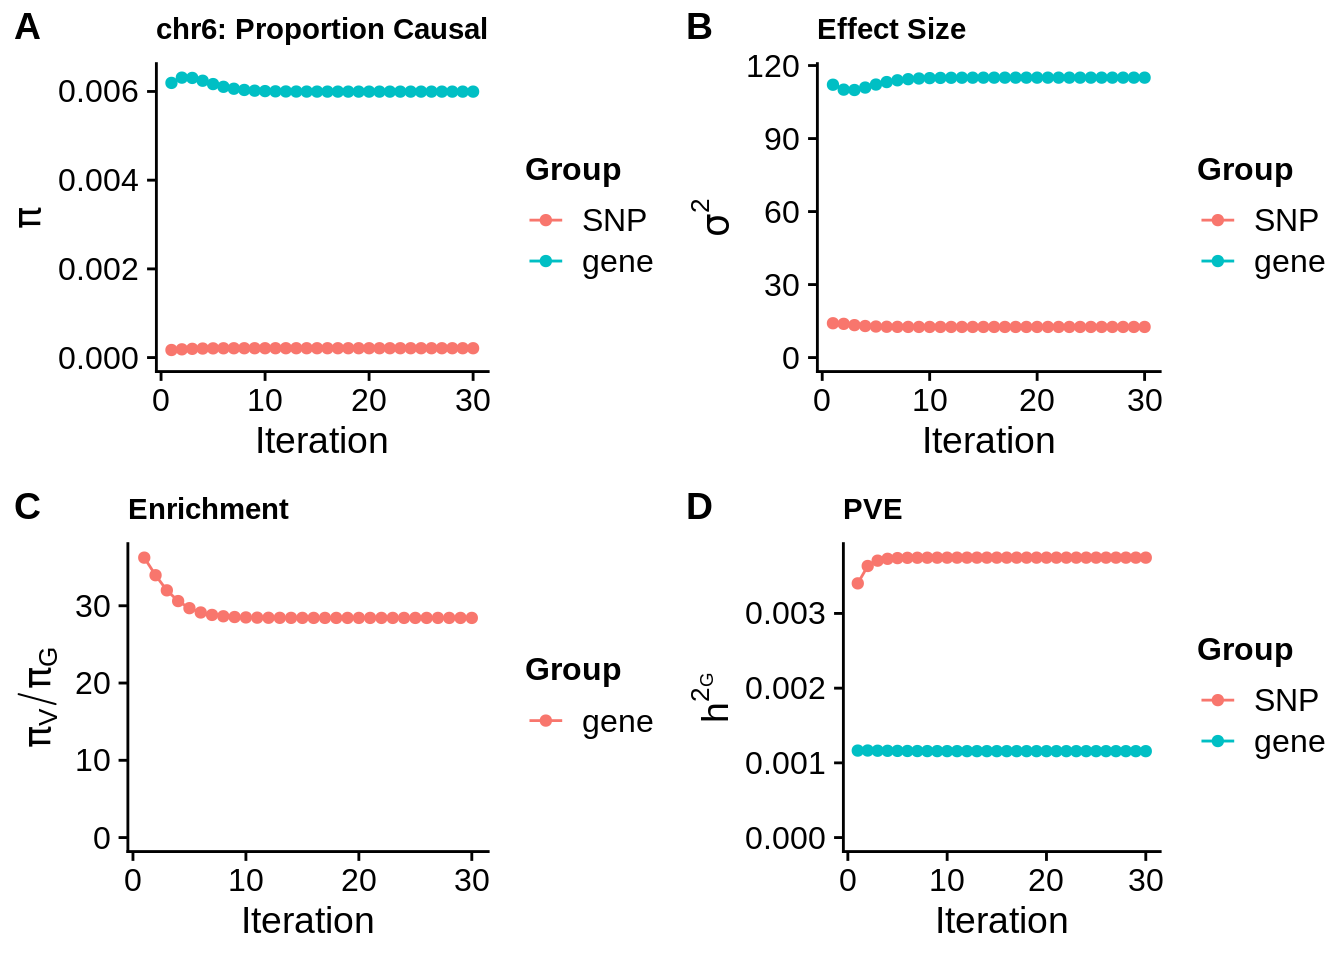 A
chr6: Proportion Causal
π
0.006
0.004
0.002
0.000
0 10 20 30
Iteration
Group
SNP
gene
B
Effect Size
σ²
120
90
60
30
0
0 10 20 30
Iteration
Group
SNP
gene
C
Enrichment
πV/πG
30
20
10
0
0 10 20 30
Iteration
Group
gene
D
PVE
h²G
0.003
0.002
0.001
0.000
0 10 20 30
Iteration
Group
SNP
gene